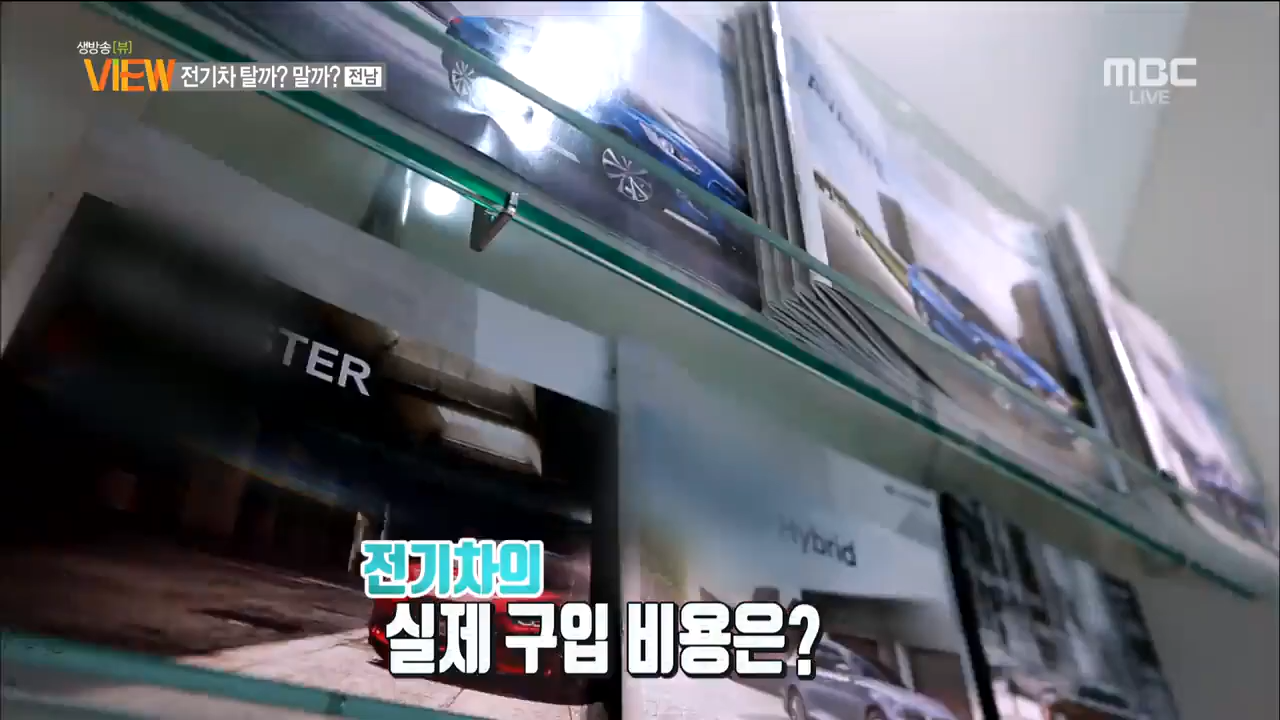 생방송[뷰]
VIEW 전기차 탈까? 말까? 전남
MBC
LIVE
TER
Hybrid
전기차의
실제 구입 비용은?